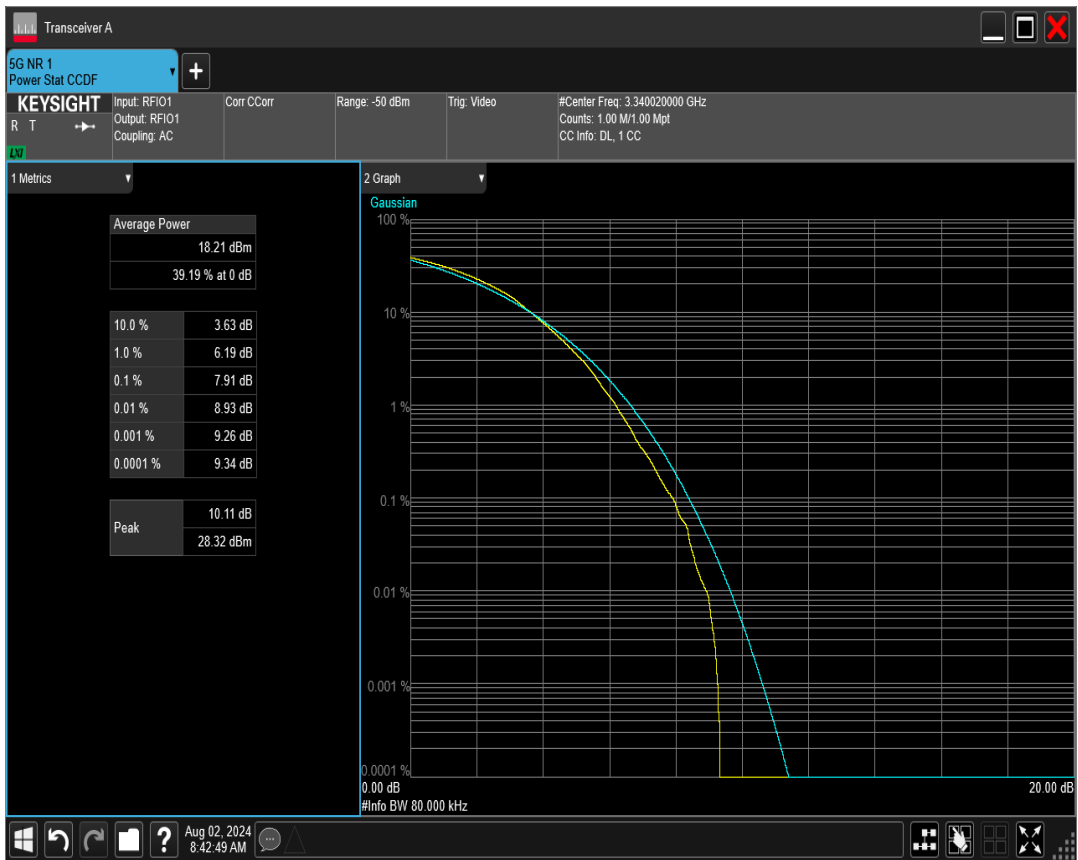 Transceiver A
5G NR 1
Power Stat CCDF
+
KEYSIGHT
R T
LXI
Input: RFIO1
Output: RFIO1
Coupling: AC
Corr CCorr
Range: -50 dBm
Trig: Video
#Center Freq: 3.340020000 GHz
Counts: 1.00 M/1.00 Mpt
CC Info: DL, 1 CC
1 Metrics
Average Power
18.21 dBm
39.19 % at 0 dB
10.0 % 3.63 dB
1.0 % 6.19 dB
0.1 % 7.91 dB
0.01 % 8.93 dB
0.001 % 9.26 dB
0.0001 % 9.34 dB
Peak
10.11 dB
28.32 dBm
2 Graph
Gaussian
100 %
10 %
1 %
0.1 %
0.01 %
0.001 %
0.0001 %
0.00 dB 20.00 dB
#Info BW 80.000 kHz
?
Aug 02, 2024
8:42:49 AM